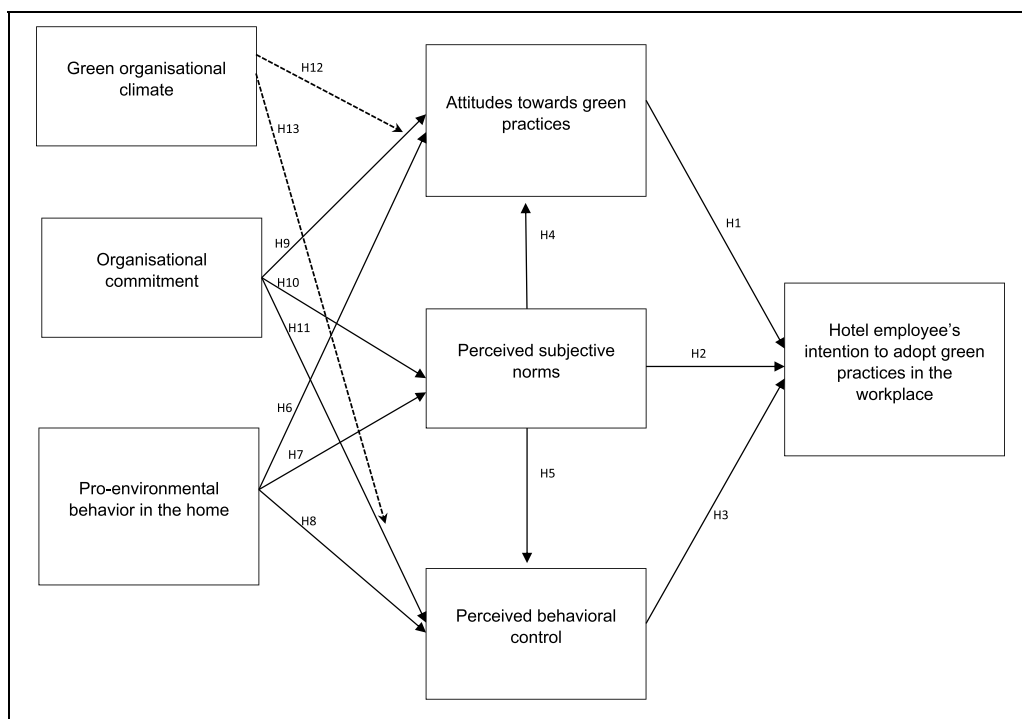 Green organisational
climate
H12
H13
Attitudes towards green
practices
H1
H9
H4
Organisational
commitment
H10
H11
Perceived subjective
norms
H2
Hotel employee's
intention to adopt green
practices in the
workplace
H6
H7
H5
Pro-environmental
behavior in the home
H8
H3
Perceived behavioral
control